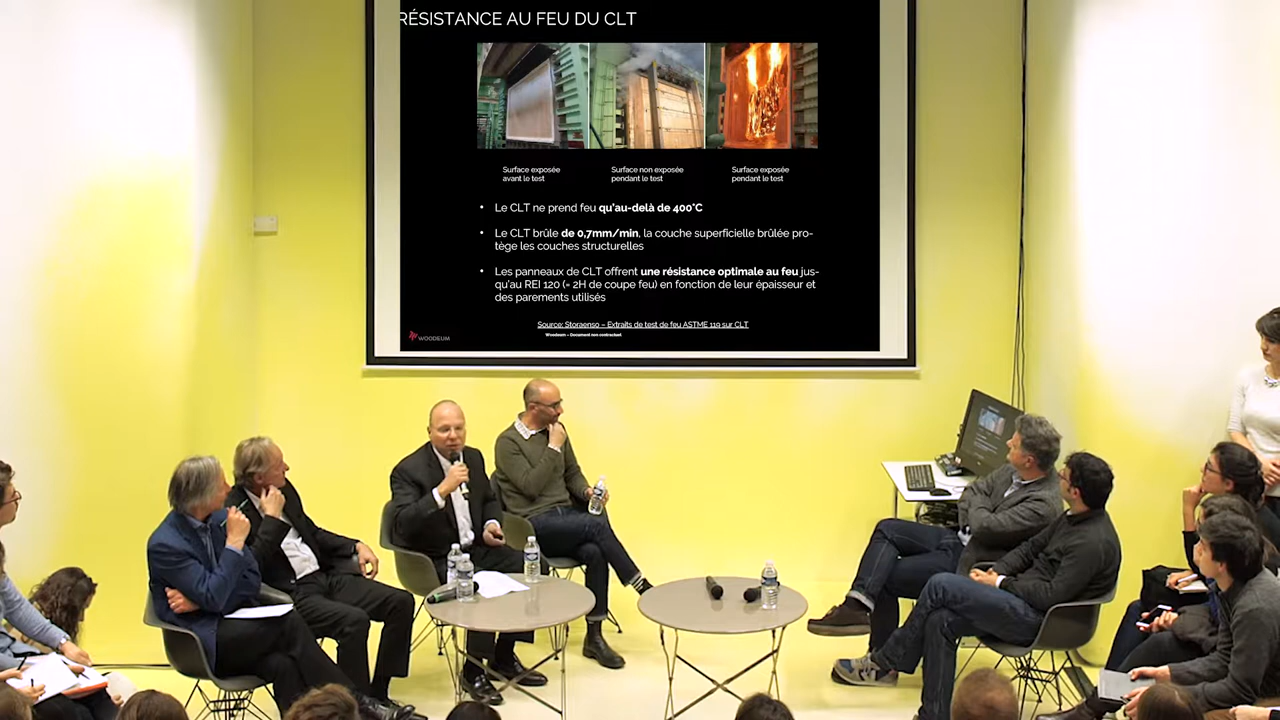 RÉSISTANCE AU FEU DU CLT
Surface exposée
avant le test
Surface non exposée
pendant le test
Surface exposée
pendant le test
• Le CLT ne prend feu qu'au-delà de 400°C
• Le CLT brûle de 0,7mm/min, la couche superficielle brûlée pro-
tège les couches structurelles
• Les panneaux de CLT offrent une résistance optimale au feu jus-
qu'au REI 120 (= 2H de coupe feu) en fonction de leur épaisseur et
des parements utilisés
Source: Storaenso – Extraits de test de feu ASTME 119 sur CLT
Woodeum – Document non contractuel
WOODEUM